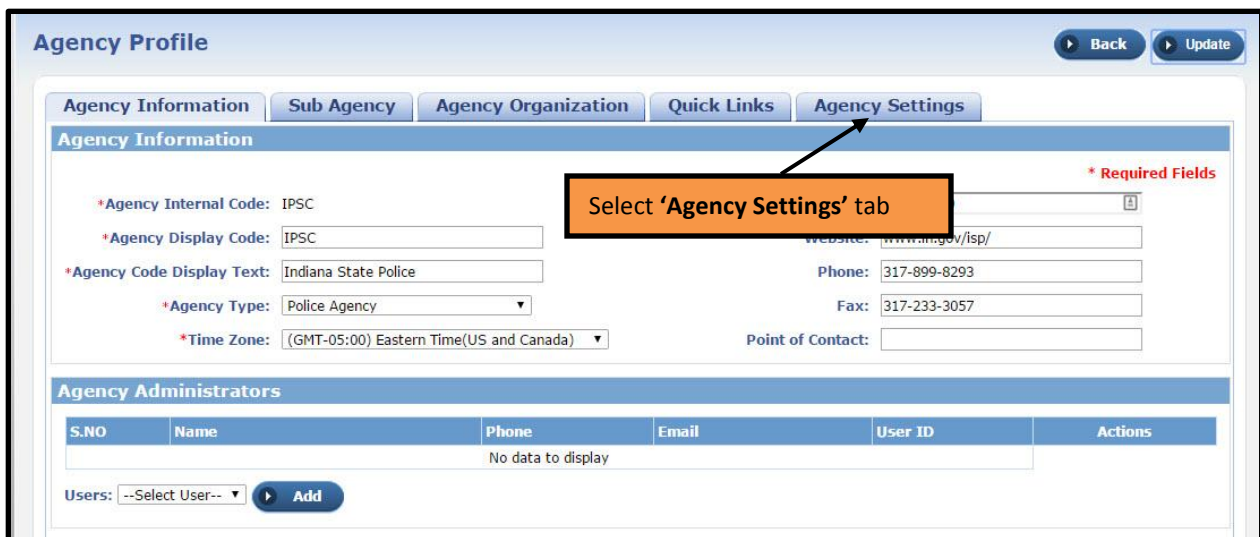 Agency Profile
Back
Update
Agency Information
Sub Agency
Agency Organization
Quick Links
Agency Settings
Agency Information
* Required Fields
Select ‘Agency Settings’ tab
*Agency Internal Code: IPSC
*Agency Display Code: IPSC
Website: www.in.gov/isp/
*Agency Code Display Text: Indiana State Police
Phone: 317-899-8293
*Agency Type: Police Agency
Fax: 317-233-3057
*Time Zone: (GMT-05:00) Eastern Time(US and Canada)
Point of Contact:
Agency Administrators
S.NO Name Phone Email User ID Actions
No data to display
Users: --Select User-- Add